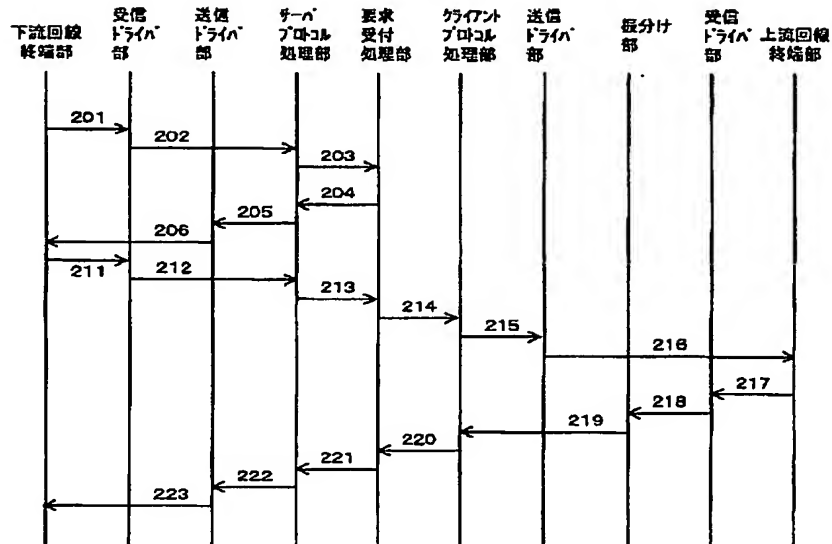 下流回線
終端部
受信
ﾄﾞﾗｲﾊﾞ
部
送信
ﾄﾞﾗｲﾊﾞ
部
ｻｰﾊﾞ
ﾌﾟﾛﾄｺﾙ
処理部
要求
受付
処理部
ｸﾗｲｱﾝﾄ
ﾌﾟﾛﾄｺﾙ
処理部
送信
ﾄﾞﾗｲﾊﾞ
部
振分け
部
受信
ﾄﾞﾗｲﾊﾞ
部
上流回線
終端部
201
202
203
204
205
206
211
212
213
214
215
216
217
218
219
220
221
222
223